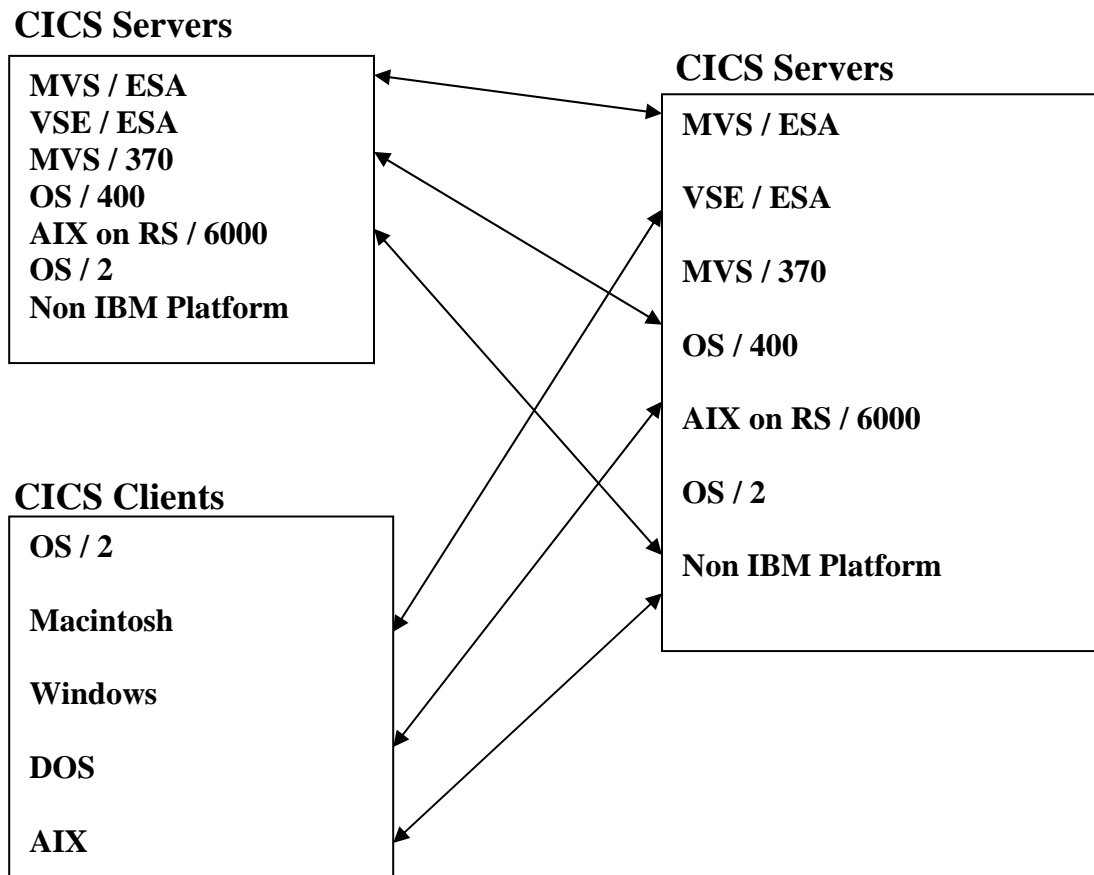 CICS Servers
MVS / ESA
VSE / ESA
MVS / 370
OS / 400
AIX on RS / 6000
OS / 2
Non IBM Platform
CICS Servers
MVS / ESA
VSE / ESA
MVS / 370
OS / 400
AIX on RS / 6000
OS / 2
Non IBM Platform
CICS Clients
OS / 2
Macintosh
Windows
DOS
AIX